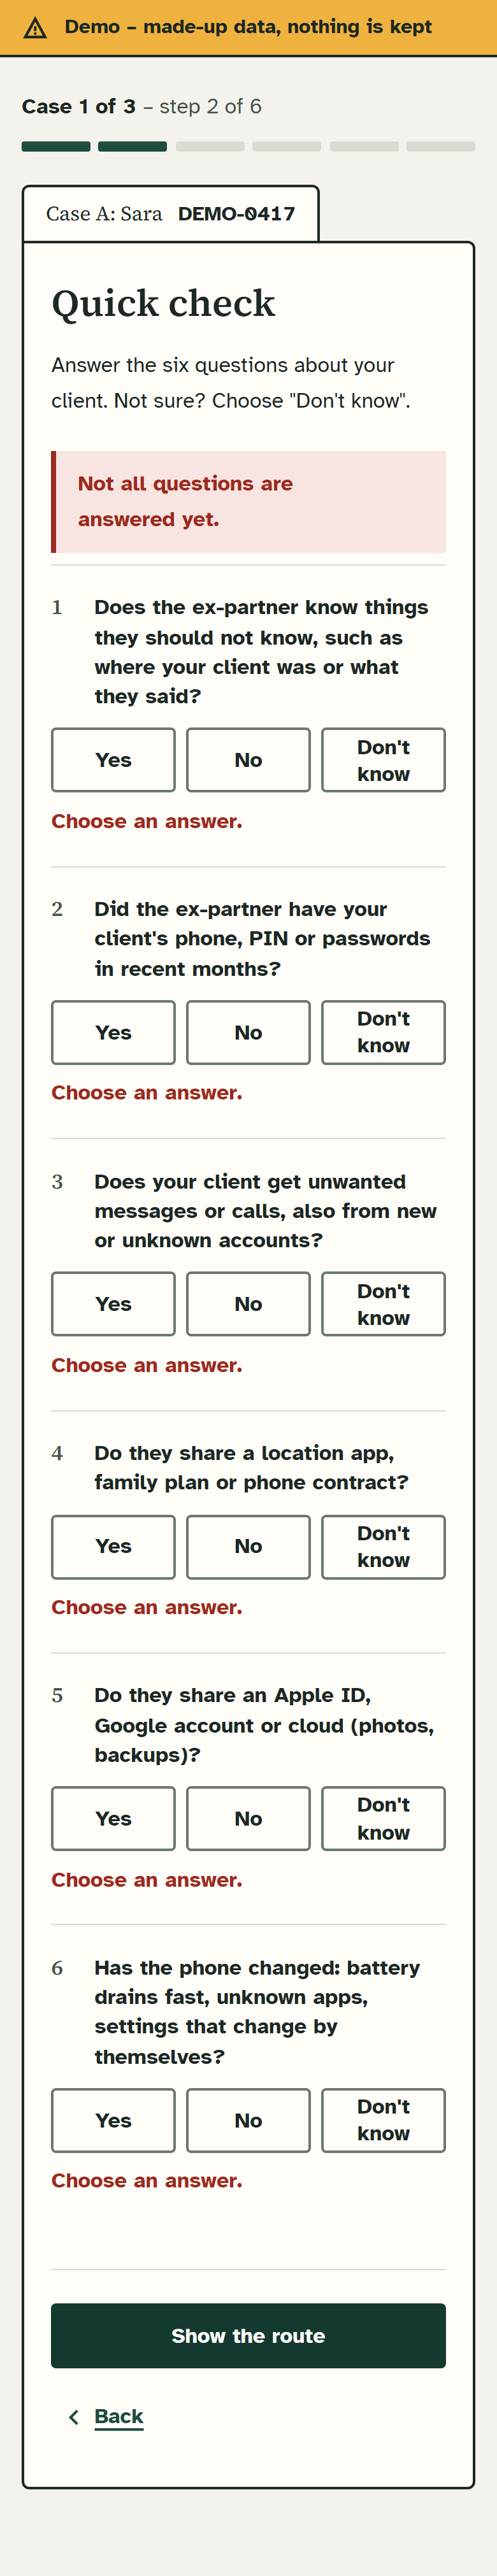 Demo – made-up data, nothing is kept
Case 1 of 3 – step 2 of 6
Case A: Sara DEMO-0417
Quick check
Answer the six questions about your
client. Not sure? Choose "Don't know".
Not all questions are
answered yet.
1 Does the ex-partner know things
they should not know, such as
where your client was or what
they said?
Yes No Don't
know
Choose an answer.
2 Did the ex-partner have your
client's phone, PIN or passwords
in recent months?
Yes No Don't
know
Choose an answer.
3 Does your client get unwanted
messages or calls, also from new
or unknown accounts?
Yes No Don't
know
Choose an answer.
4 Do they share a location app,
family plan or phone contract?
Yes No Don't
know
Choose an answer.
5 Do they share an Apple ID,
Google account or cloud (photos,
backups)?
Yes No Don't
know
Choose an answer.
6 Has the phone changed: battery
drains fast, unknown apps,
settings that change by
themselves?
Yes No Don't
know
Choose an answer.
Show the route
Back